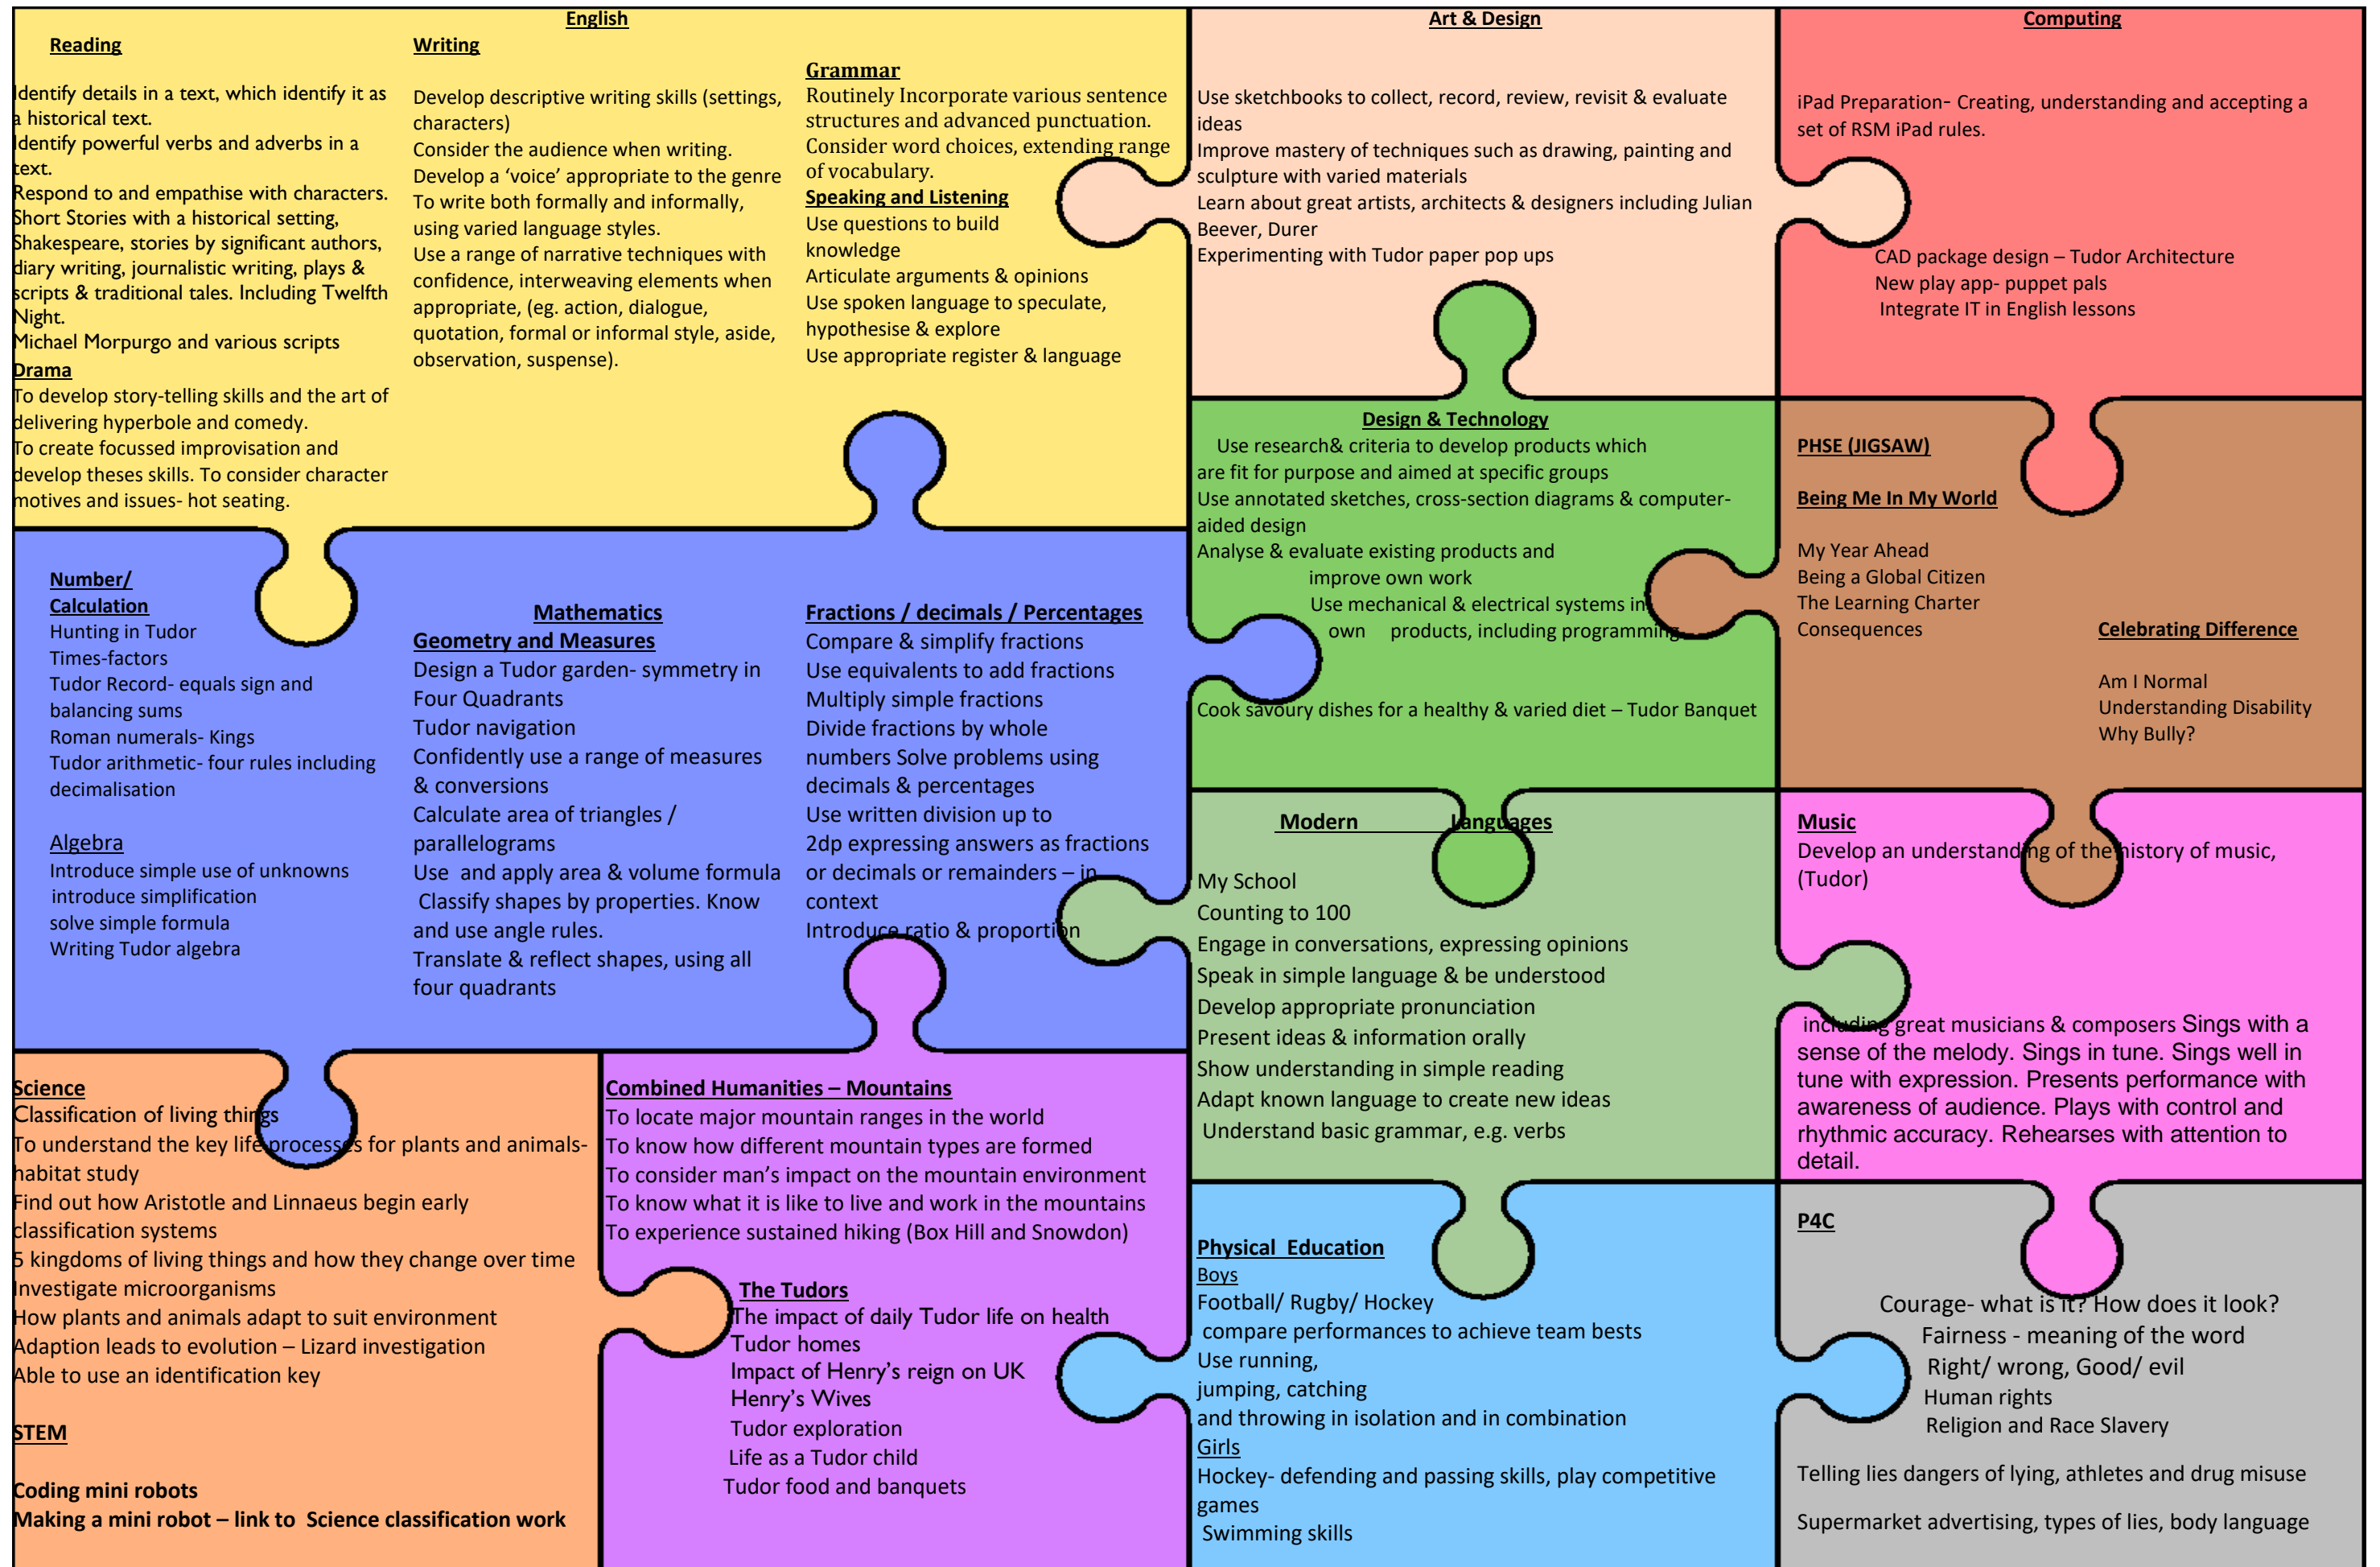 English
Reading
Identify details in a text, which identify it as
a historical text.
Identify powerful verbs and adverbs in a
text.
Respond to and empathise with characters.
Short Stories with a historical setting,
Shakespeare, stories by significant authors,
diary writing, journalistic writing, plays &
scripts & traditional tales. Including Twelfth
Night.
Michael Morpurgo and various scripts
Drama
To develop story-telling skills and the art of
delivering hyperbole and comedy.
To create focussed improvisation and
develop theses skills. To consider character
motives and issues- hot seating.
Writing
Develop descriptive writing skills (settings,
characters)
Consider the audience when writing.
Develop a ‘voice’ appropriate to the genre
To write both formally and informally,
using varied language styles.
Use a range of narrative techniques with
confidence, interweaving elements when
appropriate, (eg. action, dialogue,
quotation, formal or informal style, aside,
observation, suspense).
Grammar
Routinely Incorporate various sentence
structures and advanced punctuation.
Consider word choices, extending range
of vocabulary.
Speaking and Listening
Use questions to build
knowledge
Articulate arguments & opinions
Use spoken language to speculate,
hypothesise & explore
Use appropriate register & language
Art & Design
Use sketchbooks to collect, record, review, revisit & evaluate
ideas
Improve mastery of techniques such as drawing, painting and
sculpture with varied materials
Learn about great artists, architects & designers including Julian
Beever, Durer
Experimenting with Tudor paper pop ups
Computing
iPad Preparation- Creating, understanding and accepting a
set of RSM iPad rules.
CAD package design – Tudor Architecture
New play app- puppet pals
Integrate IT in English lessons
Design & Technology
Use research& criteria to develop products which
are fit for purpose and aimed at specific groups
Use annotated sketches, cross-section diagrams & computer-
aided design
Analyse & evaluate existing products and
improve own work
Use mechanical & electrical systems in
own products, including programming
Cook savoury dishes for a healthy & varied diet – Tudor Banquet
PHSE (JIGSAW)
Being Me In My World
My Year Ahead
Being a Global Citizen
The Learning Charter
Consequences
Celebrating Difference
Am I Normal
Understanding Disability
Why Bully?
Number/
Calculation
Hunting in Tudor
Times-factors
Tudor Record- equals sign and
balancing sums
Roman numerals- Kings
Tudor arithmetic- four rules including
decimalisation
Algebra
Introduce simple use of unknowns
introduce simplification
solve simple formula
Writing Tudor algebra
Mathematics
Geometry and Measures
Design a Tudor garden- symmetry in
Four Quadrants
Tudor navigation
Confidently use a range of measures
& conversions
Calculate area of triangles /
parallelograms
Use and apply area & volume formula
Classify shapes by properties. Know
and use angle rules.
Translate & reflect shapes, using all
four quadrants
Fractions / decimals / Percentages
Compare & simplify fractions
Use equivalents to add fractions
Multiply simple fractions
Divide fractions by whole
numbers Solve problems using
decimals & percentages
Use written division up to
2dp expressing answers as fractions
or decimals or remainders – in
context
Introduce ratio & proportion
Modern Languages
My School
Counting to 100
Engage in conversations, expressing opinions
Speak in simple language & be understood
Develop appropriate pronunciation
Present ideas & information orally
Show understanding in simple reading
Adapt known language to create new ideas
Understand basic grammar, e.g. verbs
Music
Develop an understanding of the history of music,
(Tudor)
including great musicians & composers Sings with a
sense of the melody. Sings in tune. Sings well in
tune with expression. Presents performance with
awareness of audience. Plays with control and
rhythmic accuracy. Rehearses with attention to
detail.
Science
Classification of living things
To understand the key life processes for plants and animals-
habitat study
Find out how Aristotle and Linnaeus begin early
classification systems
5 kingdoms of living things and how they change over time
Investigate microorganisms
How plants and animals adapt to suit environment
Adaption leads to evolution – Lizard investigation
Able to use an identification key
STEM
Coding mini robots
Making a mini robot – link to Science classification work
Combined Humanities – Mountains
To locate major mountain ranges in the world
To know how different mountain types are formed
To consider man’s impact on the mountain environment
To know what it is like to live and work in the mountains
To experience sustained hiking (Box Hill and Snowdon)
The Tudors
The impact of daily Tudor life on health
Tudor homes
Impact of Henry’s reign on UK
Henry’s Wives
Tudor exploration
Life as a Tudor child
Tudor food and banquets
Physical Education
Boys
Football/ Rugby/ Hockey
compare performances to achieve team bests
Use running,
jumping, catching
and throwing in isolation and in combination
Girls
Hockey- defending and passing skills, play competitive
games
Swimming skills
P4C
Courage- what is it? How does it look?
Fairness - meaning of the word
Right/ wrong, Good/ evil
Human rights
Religion and Race Slavery
Telling lies dangers of lying, athletes and drug misuse
Supermarket advertising, types of lies, body language